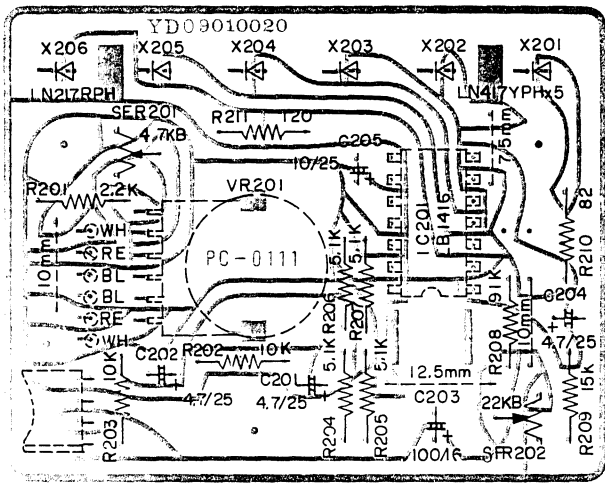 YD09010020
X206
X205
X204
X203
X202
X201
LN217RPH
LN417YPHx5
SER201
4.7KB
R211
120
C205
10/25
7.5mm
R201
2.2K
VR201
PC-0111
IC201
LB1416
82
R210
10mm
WH
RE
BL
BL
RE
WH
5.1K
5.1K
R206
R207
91K
R208
10mm
C204
4.7/25
C202
R202
10K
10K
4.7/25
R203
C201
4.7/25
5.1K
5.1K
R204
R205
12.5mm
C203
100/16
22KB
SFR202
15K
R209